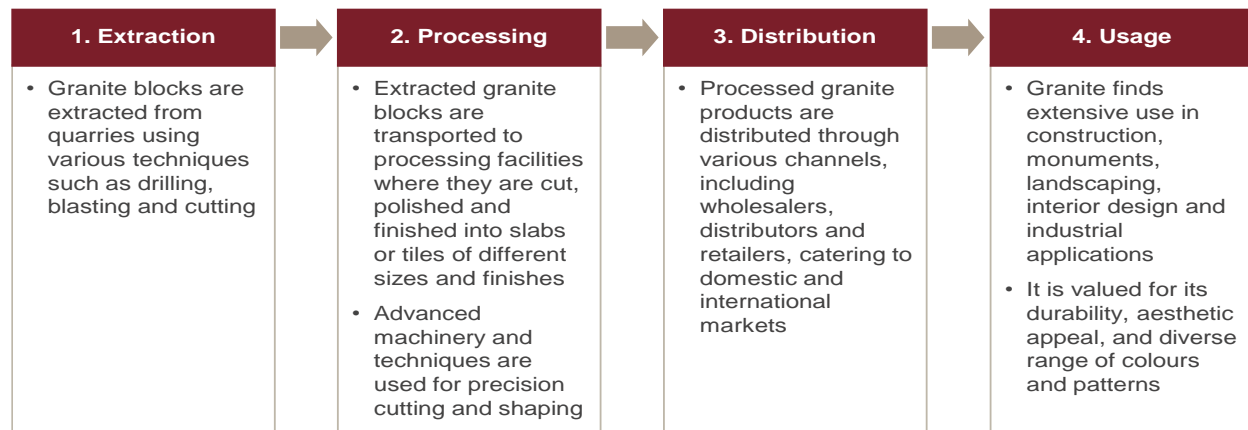 1. Extraction
• Granite blocks are
extracted from
quarries using
various techniques
such as drilling,
blasting and cutting
2. Processing
• Extracted granite
blocks are
transported to
processing facilities
where they are cut,
polished and
finished into slabs
or tiles of different
sizes and finishes
• Advanced
machinery and
techniques are
used for precision
cutting and shaping
3. Distribution
• Processed granite
products are
distributed through
various channels,
including
wholesalers,
distributors and
retailers, catering to
domestic and
international
markets
4. Usage
• Granite finds
extensive use in
construction,
monuments,
landscaping,
interior design and
industrial
applications
• It is valued for its
durability, aesthetic
appeal, and diverse
range of colours
and patterns